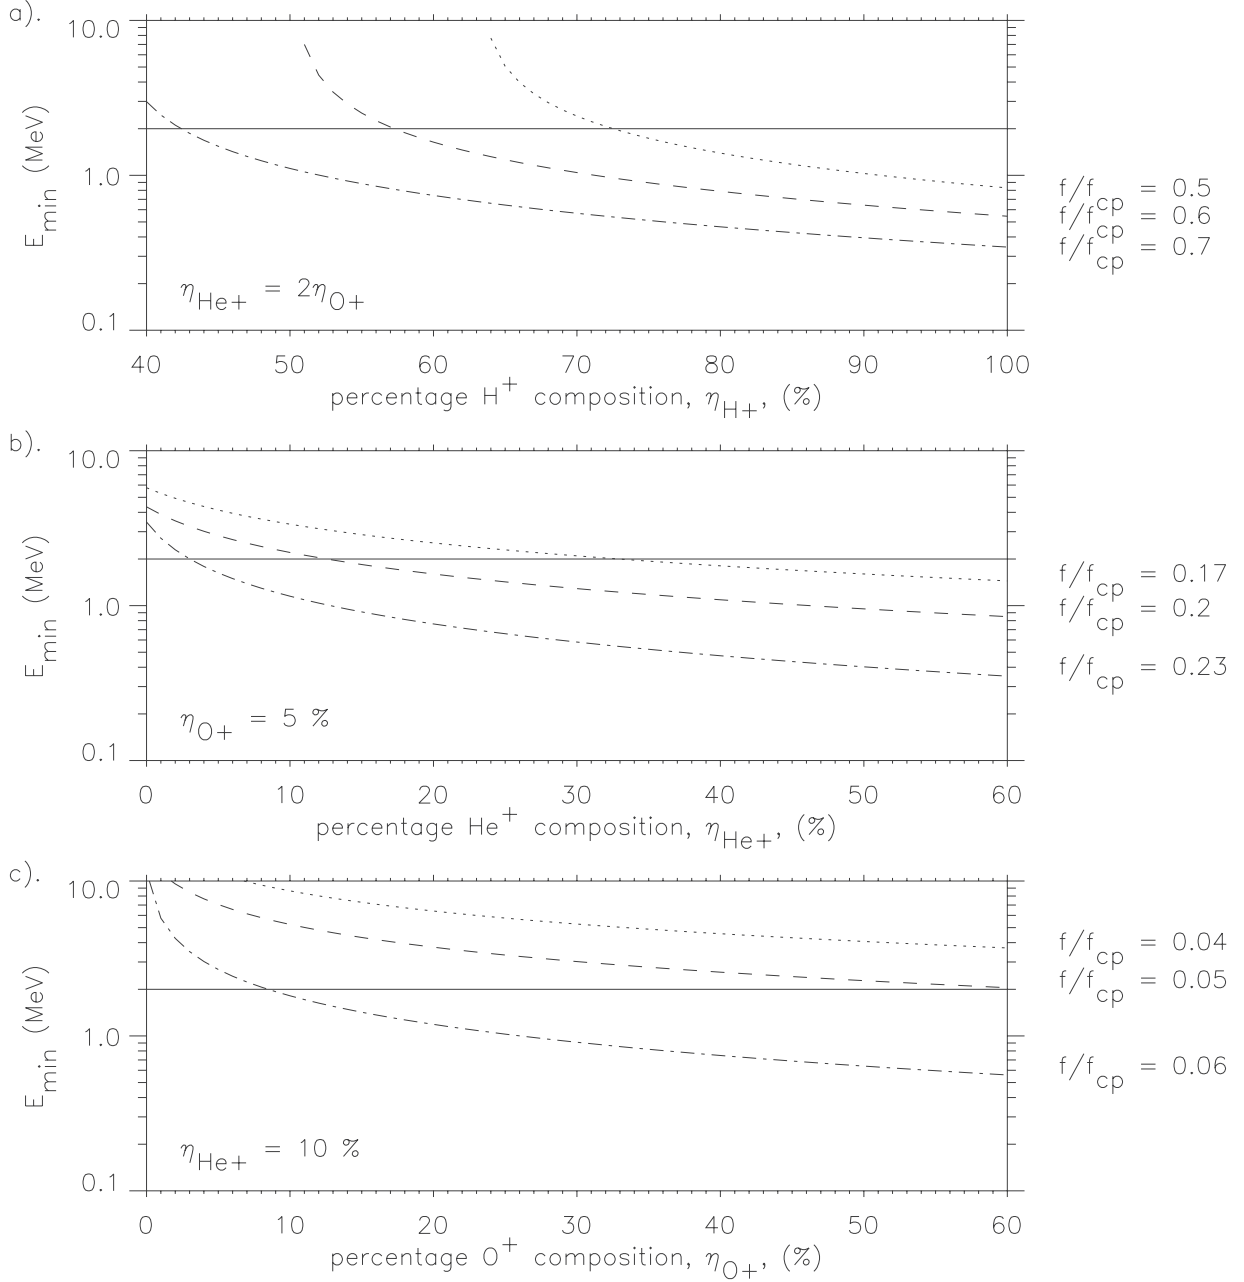 a).
10.0
1.0
0.1
E_min (MeV)
η_He+ = 2η_O+
f/f_cp = 0.5
f/f_cp = 0.6
f/f_cp = 0.7
40 50 60 70 80 90 100
percentage H^+ composition, η_H+, (%)
b).
10.0
1.0
0.1
E_min (MeV)
η_O+ = 5 %
f/f_cp = 0.17
f/f_cp = 0.2
f/f_cp = 0.23
0 10 20 30 40 50 60
percentage He^+ composition, η_He+, (%)
c).
10.0
1.0
0.1
E_min (MeV)
η_He+ = 10 %
f/f_cp = 0.04
f/f_cp = 0.05
f/f_cp = 0.06
0 10 20 30 40 50 60
percentage O^+ composition, η_O+, (%)